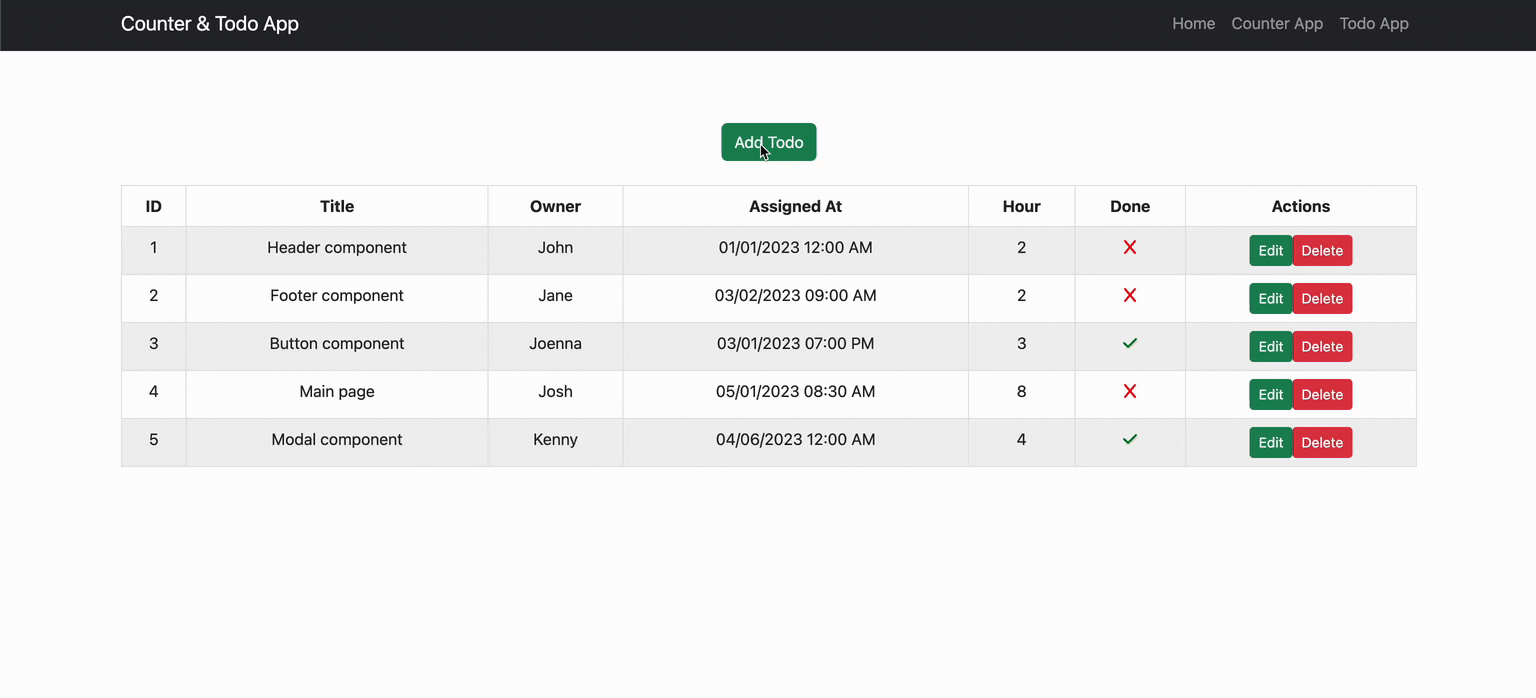 Counter & Todo App Home Counter App Todo App
Add Todo
ID Title Owner Assigned At Hour Done Actions
1 Header component John 01/01/2023 12:00 AM 2 Edit Delete
2 Footer component Jane 03/02/2023 09:00 AM 2 Edit Delete
3 Button component Joenna 03/01/2023 07:00 PM 3 Edit Delete
4 Main page Josh 05/01/2023 08:30 AM 8 Edit Delete
5 Modal component Kenny 04/06/2023 12:00 AM 4 Edit Delete